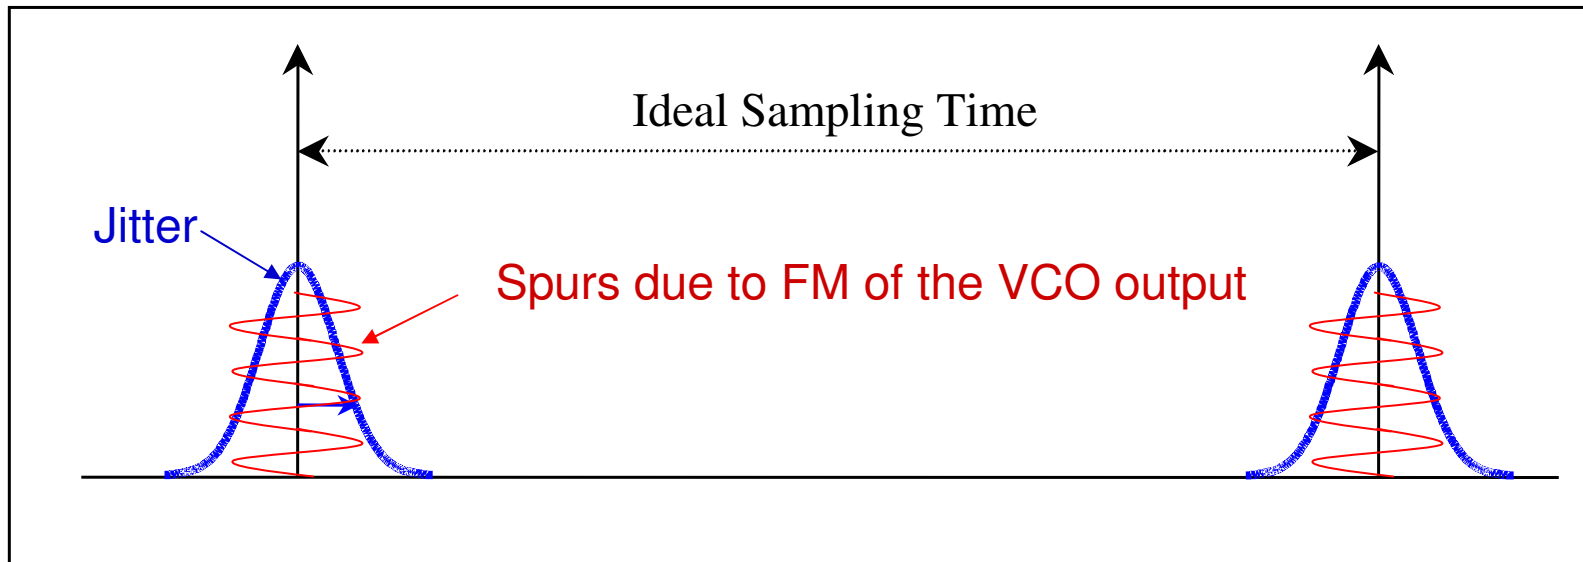 Ideal Sampling Time
Jitter
Spurs due to FM of the VCO output